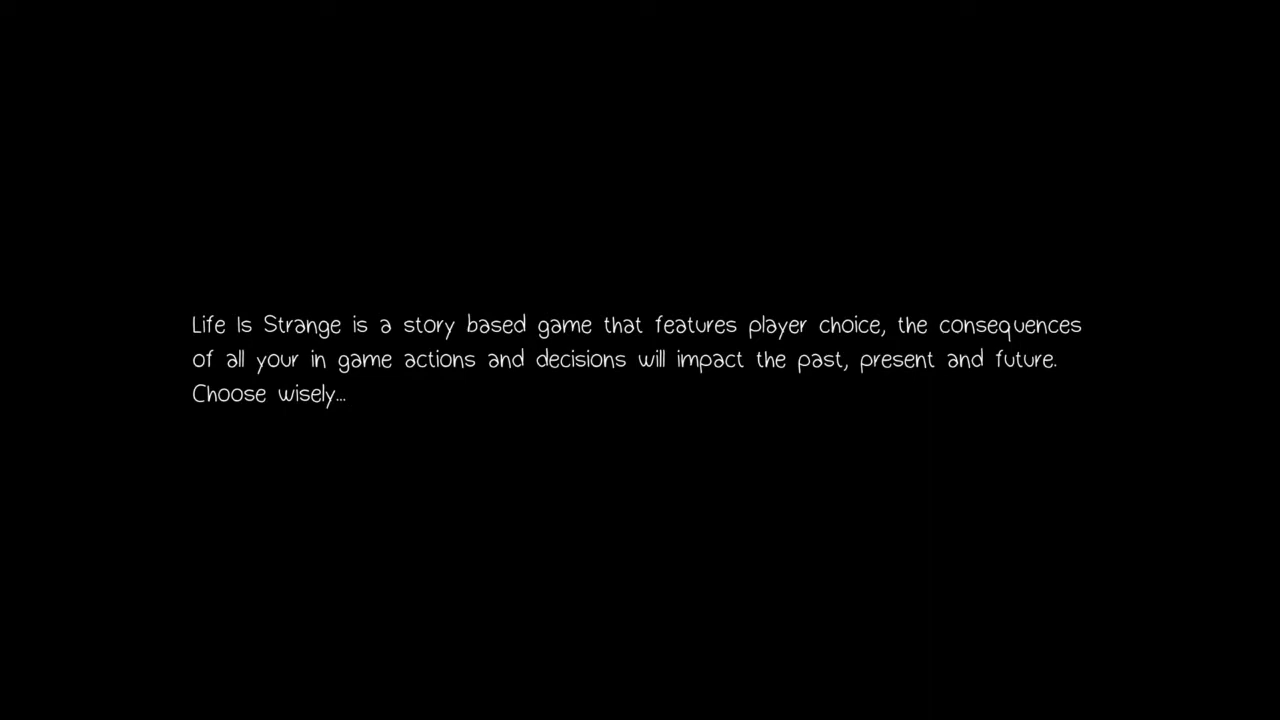 Life Is Strange is a story based game that features player choice, the consequences
of all your in game actions and decisions will impact the past, present and future.
Choose wisely...